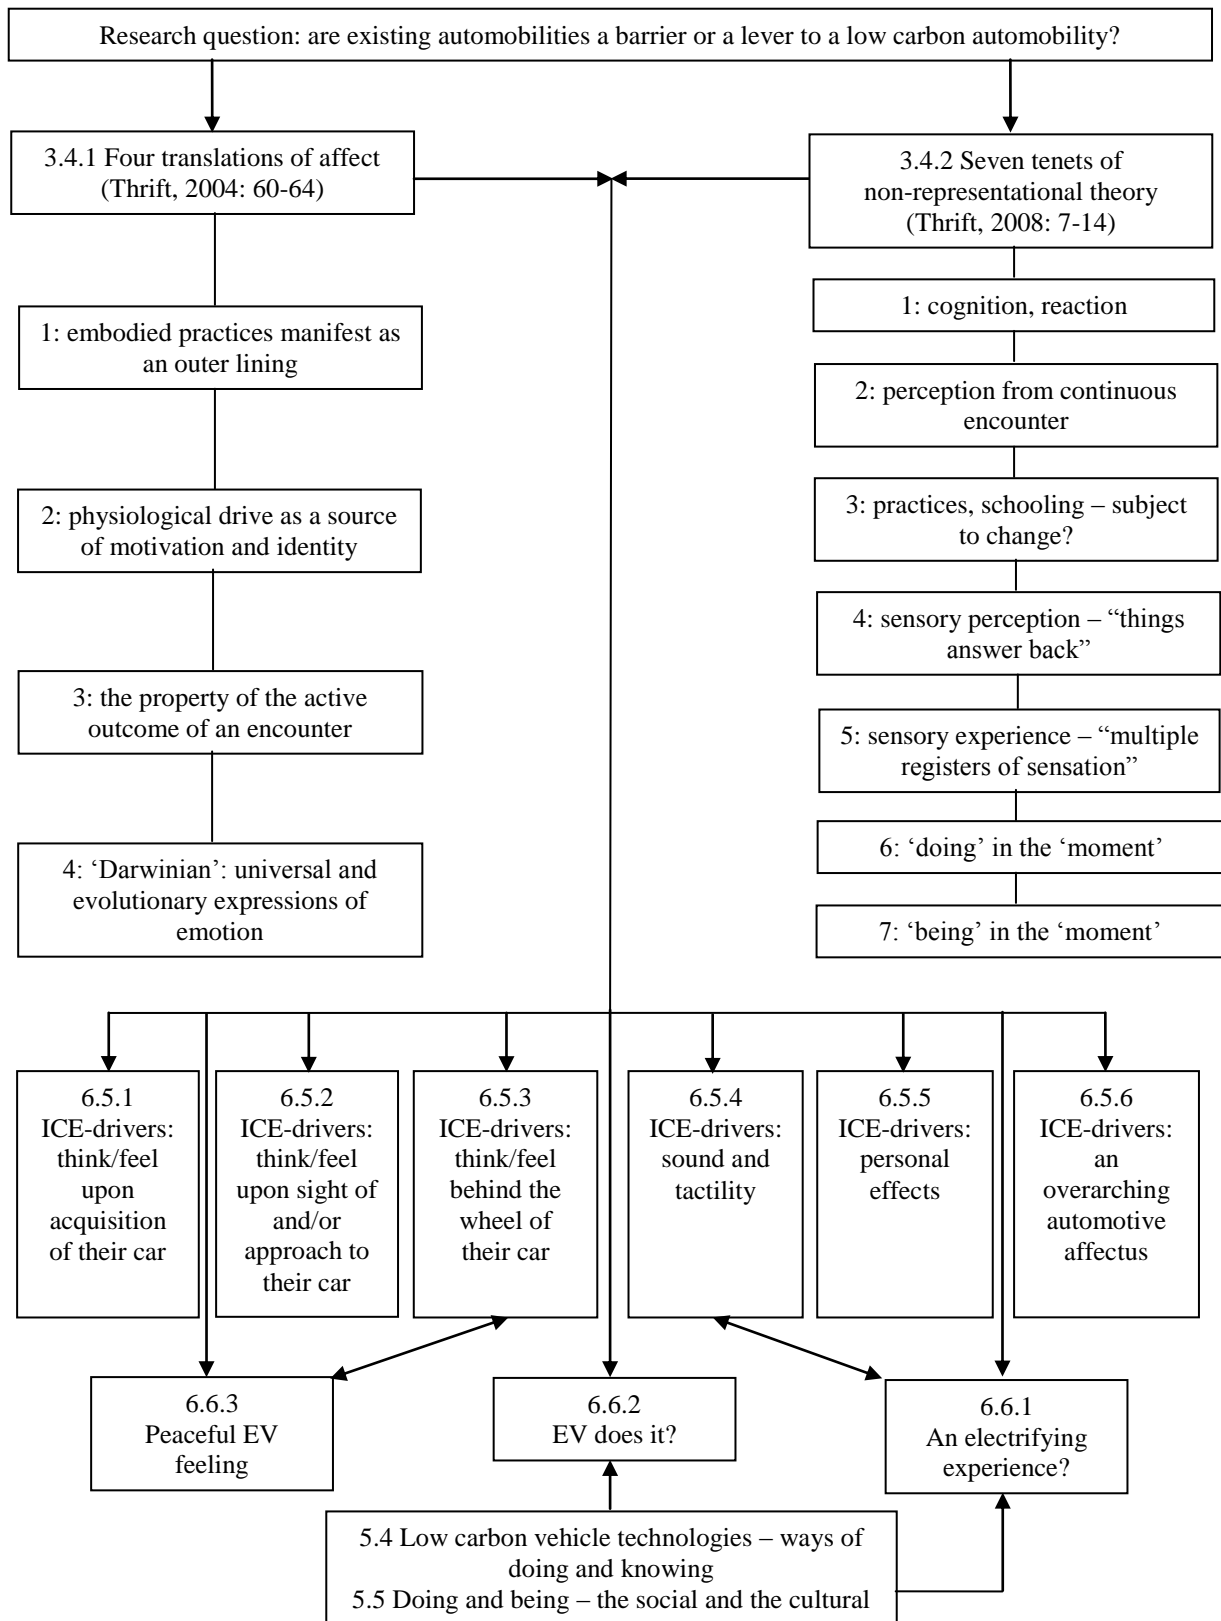 Research question: are existing automobilities a barrier or a lever to a low carbon automobility?
3.4.1 Four translations of affect
(Thrift, 2004: 60-64)
3.4.2 Seven tenets of
non-representational theory
(Thrift, 2008: 7-14)
1: embodied practices manifest as
an outer lining
2: physiological drive as a source
of motivation and identity
3: the property of the active
outcome of an encounter
4: ‘Darwinian’: universal and
evolutionary expressions of
emotion
1: cognition, reaction
2: perception from continuous
encounter
3: practices, schooling – subject
to change?
4: sensory perception – “things
answer back”
5: sensory experience – “multiple
registers of sensation”
6: ‘doing’ in the ‘moment’
7: ‘being’ in the ‘moment’
6.5.1
ICE-drivers:
think/feel
upon
acquisition
of their car
6.5.2
ICE-drivers:
think/feel
upon sight of
and/or
approach to
their car
6.5.3
ICE-drivers:
think/feel
behind the
wheel of
their car
6.5.4
ICE-drivers:
sound and
tactility
6.5.5
ICE-drivers:
personal
effects
6.5.6
ICE-drivers:
an
overarching
automotive
affectus
6.6.3
Peaceful EV
feeling
6.6.2
EV does it?
6.6.1
An electrifying
experience?
5.4 Low carbon vehicle technologies – ways of
doing and knowing
5.5 Doing and being – the social and the cultural